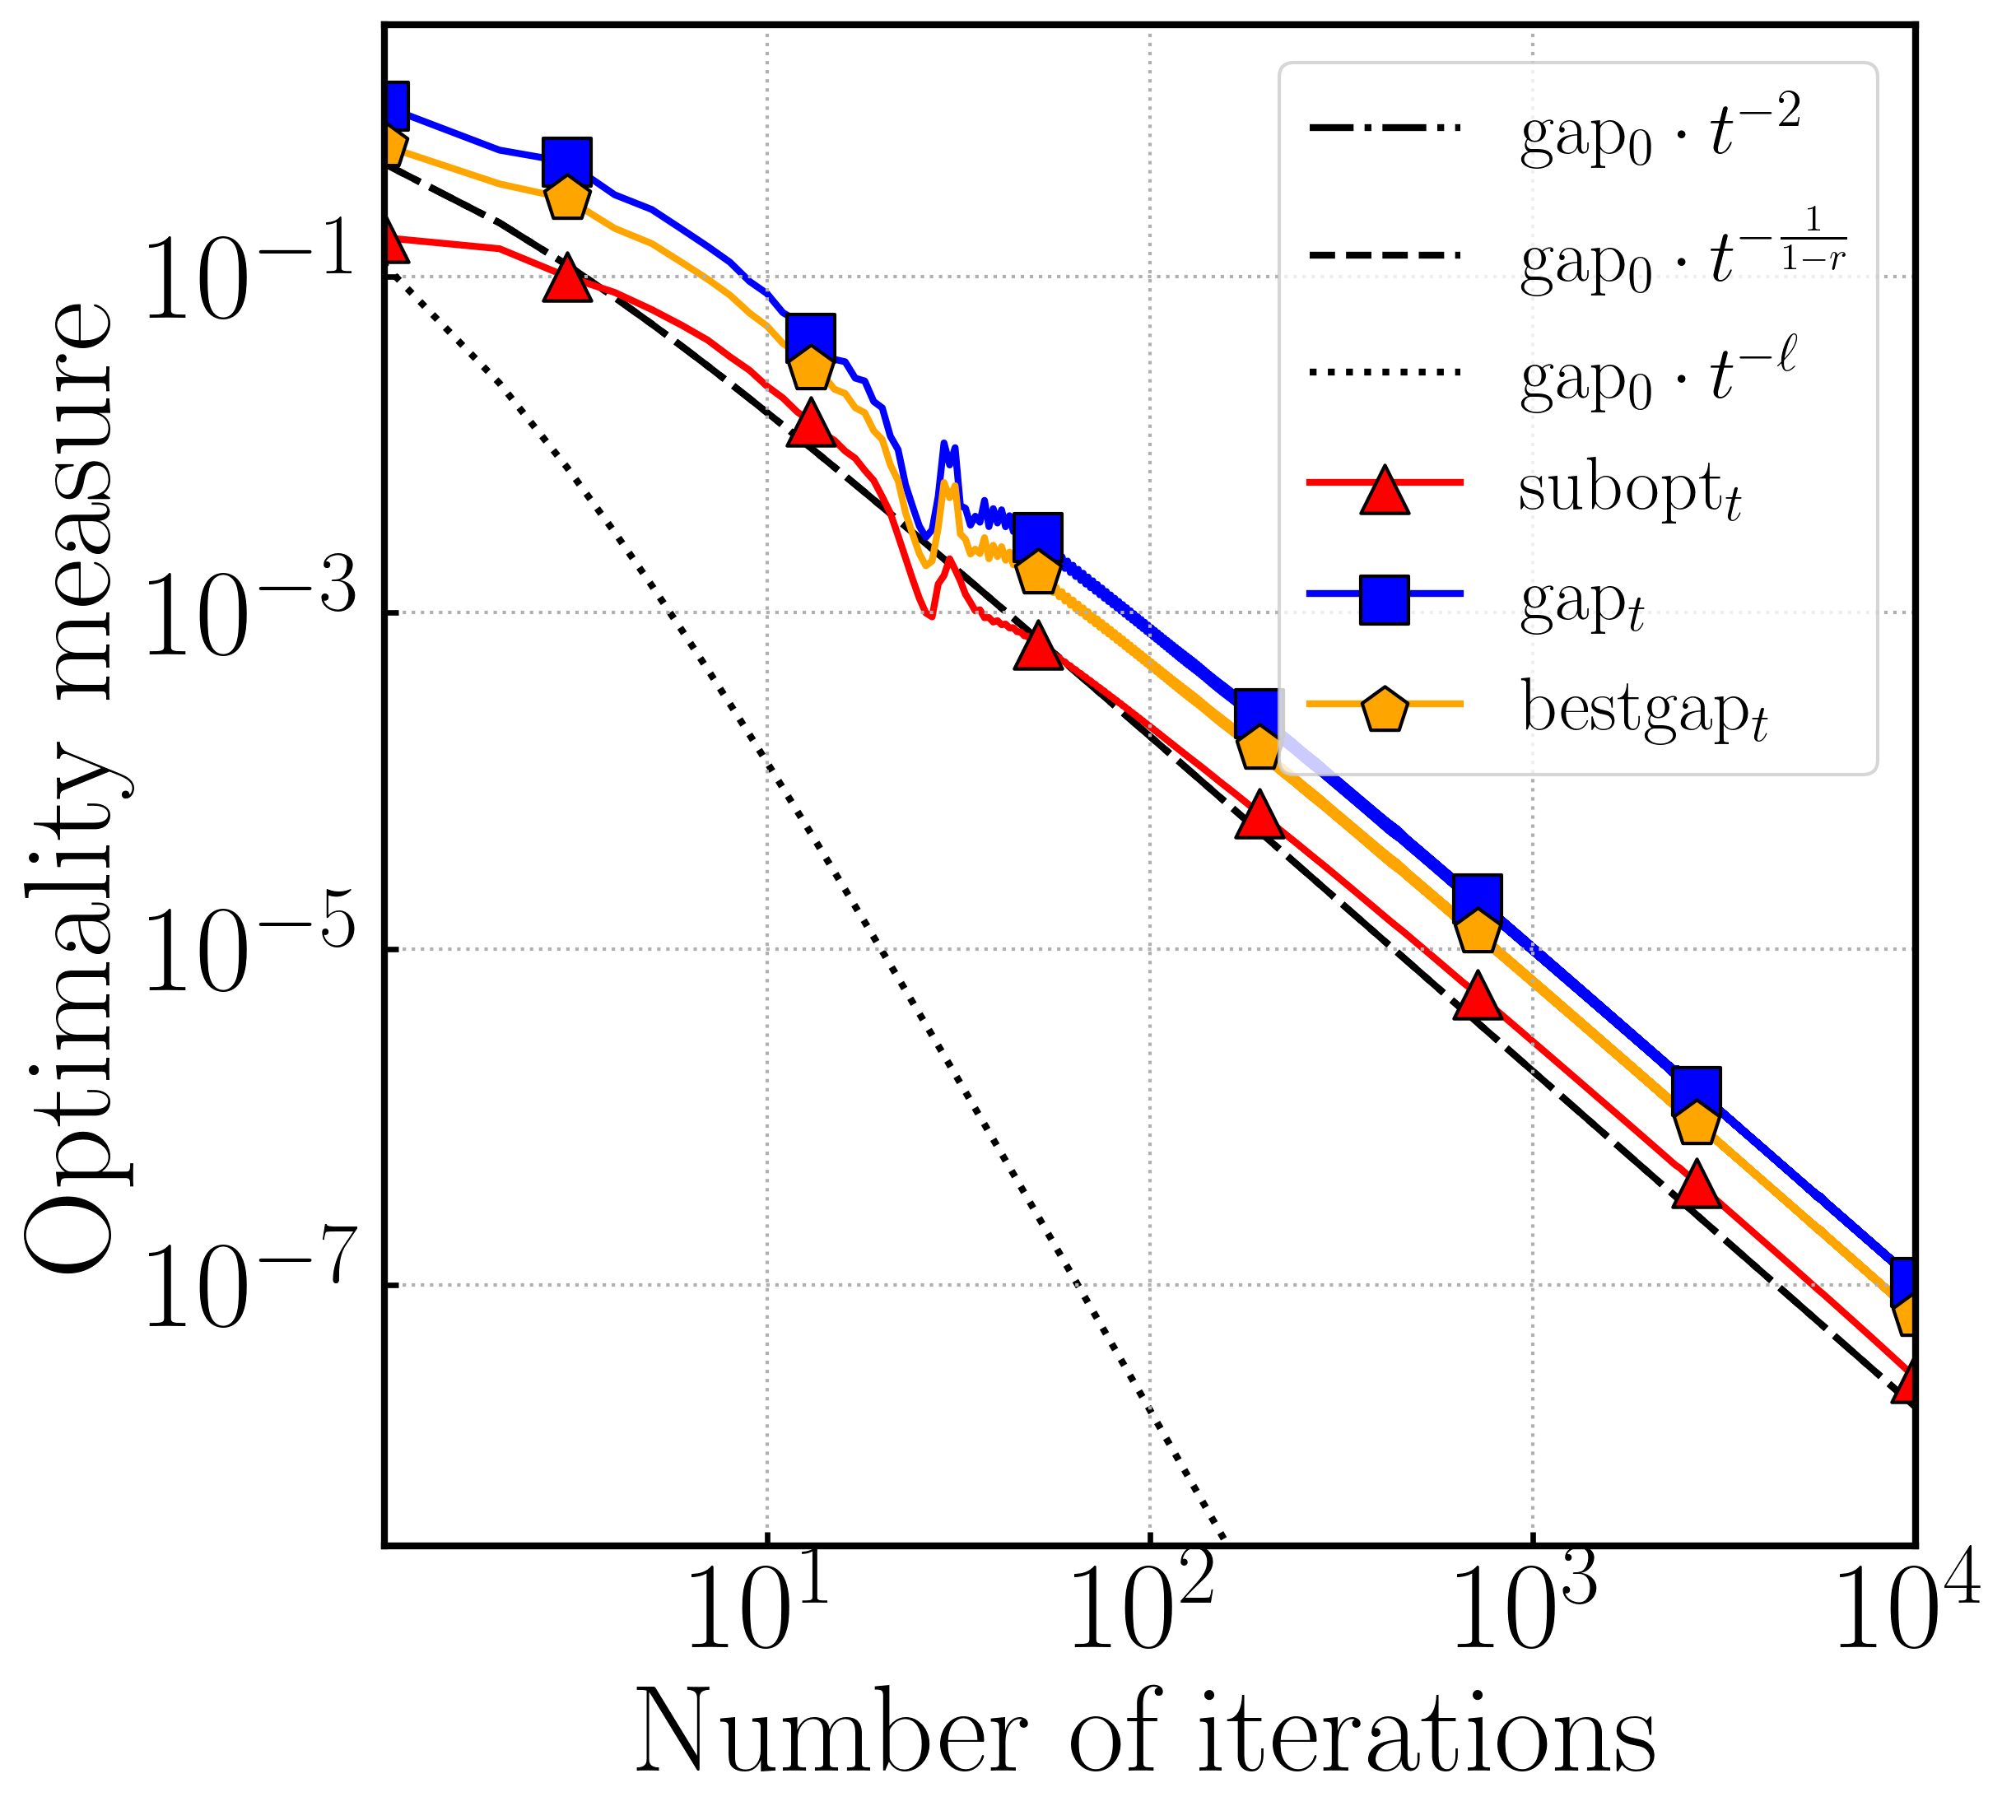 Optimality measure
10⁻¹
10⁻³
10⁻⁵
10⁻⁷
gap₀ · t⁻²
gap₀ · t^{-\frac{1}{1-r}}
gap₀ · t^{-ℓ}
subopt_t
gap_t
bestgap_t
10¹ 10² 10³ 10⁴
Number of iterations